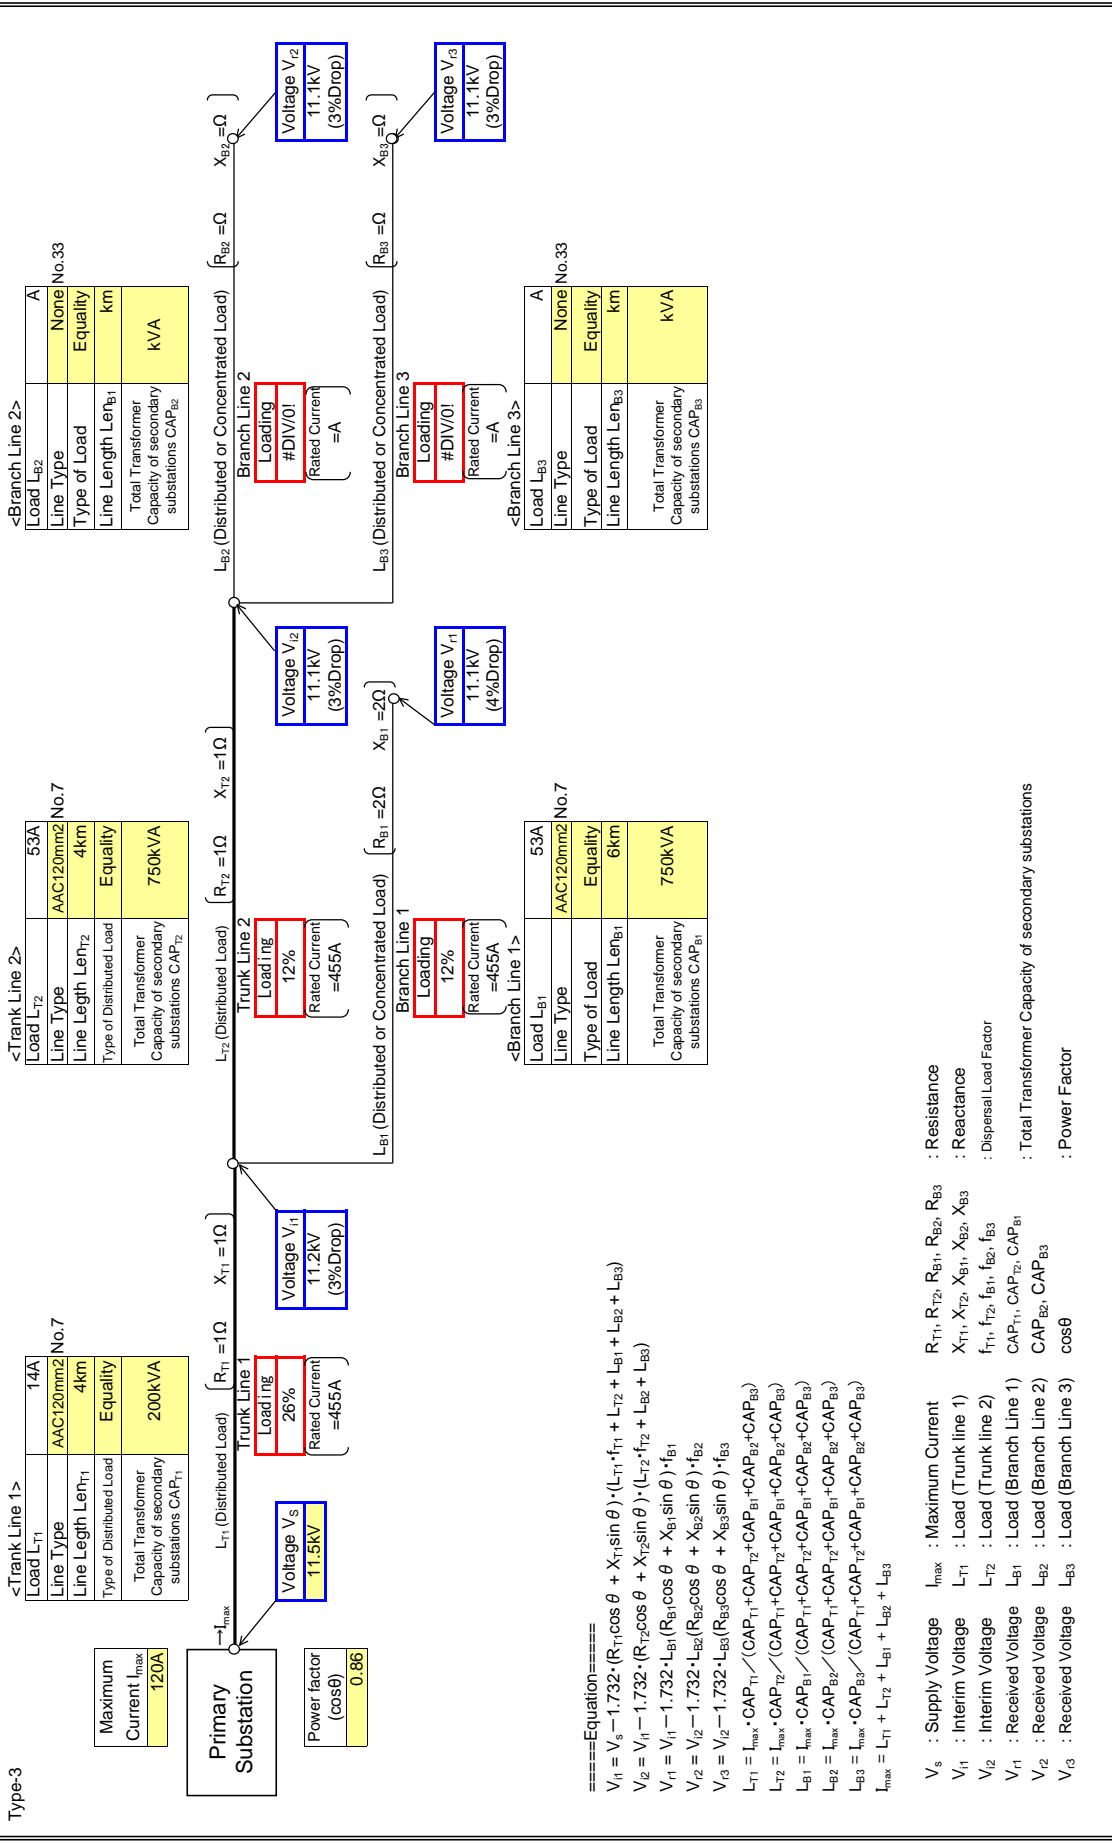 Type-3
Maximum
Current Imax
120A
Primary
Substation
Power factor
(cosθ)
0.86
→Imax
Voltage Vs
11.5kV
<Trank Line 1>
Load LT1 14A
Line Type AAC120mm2 No.7
Line Legth LenT1 4km
Type of Distributed Load Equality
Total Transformer
Capacity of secondary
substations CAPT1
200kVA
LT1 (Distributed Load) RT1 =1Ω XT1 =1Ω
Trunk Line 1
Loading
26%
Rated Current
=455A
Voltage Vi1
11.2kV
(3%Drop)
<Trank Line 2>
Load LT2 53A
Line Type AAC120mm2 No.7
Line Legth LenT2 4km
Type of Distributed Load Equality
Total Transformer
Capacity of secondary
substations CAPT2
750kVA
LT2 (Distributed Load) RT2 =1Ω XT2 =1Ω
Trunk Line 2
Loading
12%
Rated Current
=455A
Voltage Vi2
11.1kV
(3%Drop)
LB1 (Distributed or Concentrated Load) RB1 =2Ω XB1 =2Ω
Branch Line 1
Loading
12%
Rated Current
=455A
Voltage Vr1
11.1kV
(4%Drop)
<Branch Line 1>
Load LB1 53A
Line Type AAC120mm2 No.7
Type of Load Equality
Line Length LenB1 6km
Total Transformer
Capacity of secondary
substations CAPB1
750kVA
<Branch Line 2>
Load LB2 A
Line Type None No.33
Type of Load Equality
Line Length LenB1 km
Total Transformer
Capacity of secondary
substations CAPB2
kVA
LB2 (Distributed or Concentrated Load) RB2 =Ω XB2 =Ω
Branch Line 2
Loading
#DIV/0!
Rated Current
=A
Voltage Vr2
11.1kV
(3%Drop)
LB3 (Distributed or Concentrated Load) RB3 =Ω XB3 =Ω
Branch Line 3
Loading
#DIV/0!
Rated Current
=A
Voltage Vr3
11.1kV
(3%Drop)
<Branch Line 3>
Load LB3 A
Line Type None No.33
Type of Load Equality
Line Length LenB3 km
Total Transformer
Capacity of secondary
substations CAPB3
kVA
=====Equation=====
Vi1 = Vs−1.732・(RT1cos θ + XT1sin θ)・(LT1・fT1 + LT2 + LB1 + LB2 + LB3)
Vi2 = Vi1−1.732・(RT2cos θ + XT2sin θ)・(LT2・fT2 + LB2 + LB3)
Vr1 = Vi1−1.732・LB1(RB1cos θ + XB1sin θ)・fB1
Vr2 = Vi2−1.732・LB2(RB2cos θ + XB2sin θ)・fB2
Vr3 = Vi2−1.732・LB3(RB3cos θ + XB3sin θ)・fB3
LT1 = Imax・CAPT1／(CAPT1+CAPT2+CAPB1+CAPB2+CAPB3)
LT2 = Imax・CAPT2／(CAPT1+CAPT2+CAPB1+CAPB2+CAPB3)
LB1 = Imax・CAPB1／(CAPT1+CAPT2+CAPB1+CAPB2+CAPB3)
LB2 = Imax・CAPB2／(CAPT1+CAPT2+CAPB1+CAPB2+CAPB3)
LB3 = Imax・CAPB3／(CAPT1+CAPT2+CAPB1+CAPB2+CAPB3)
Imax = LT1 + LT2 + LB1 + LB2 + LB3
Vs : Supply Voltage Imax : Maximum Current RT1, RT2, RB1, RB2, RB3 : Resistance
Vi1 : Interim Voltage LT1 : Load (Trunk line 1) XT1, XT2, XB1, XB2, XB3 : Reactance
Vi2 : Interim Voltage LT2 : Load (Trunk line 2) fT1, fT2, fB1, fB2, fB3 : Dispersal Load Factor
Vr1 : Received Voltage LB1 : Load (Branch Line 1) CAPT1, CAPT2, CAPB1 : Total Transformer Capacity of secondary substations
Vr2 : Received Voltage LB2 : Load (Branch Line 2) CAPB2, CAPB3
Vr3 : Received Voltage LB3 : Load (Branch Line 3) cosθ : Power Factor